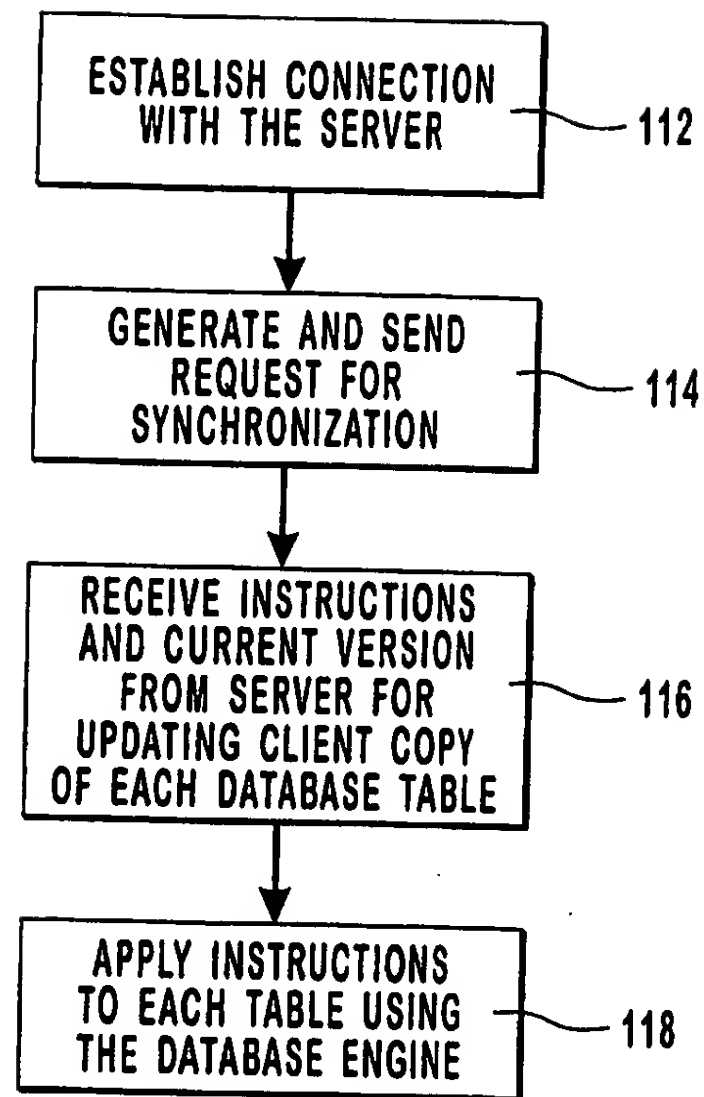 ESTABLISH CONNECTION
WITH THE SERVER
112
GENERATE AND SEND
REQUEST FOR
SYNCHRONIZATION
114
RECEIVE INSTRUCTIONS
AND CURRENT VERSION
FROM SERVER FOR
UPDATING CLIENT COPY
OF EACH DATABASE TABLE
116
APPLY INSTRUCTIONS
TO EACH TABLE USING
THE DATABASE ENGINE
118